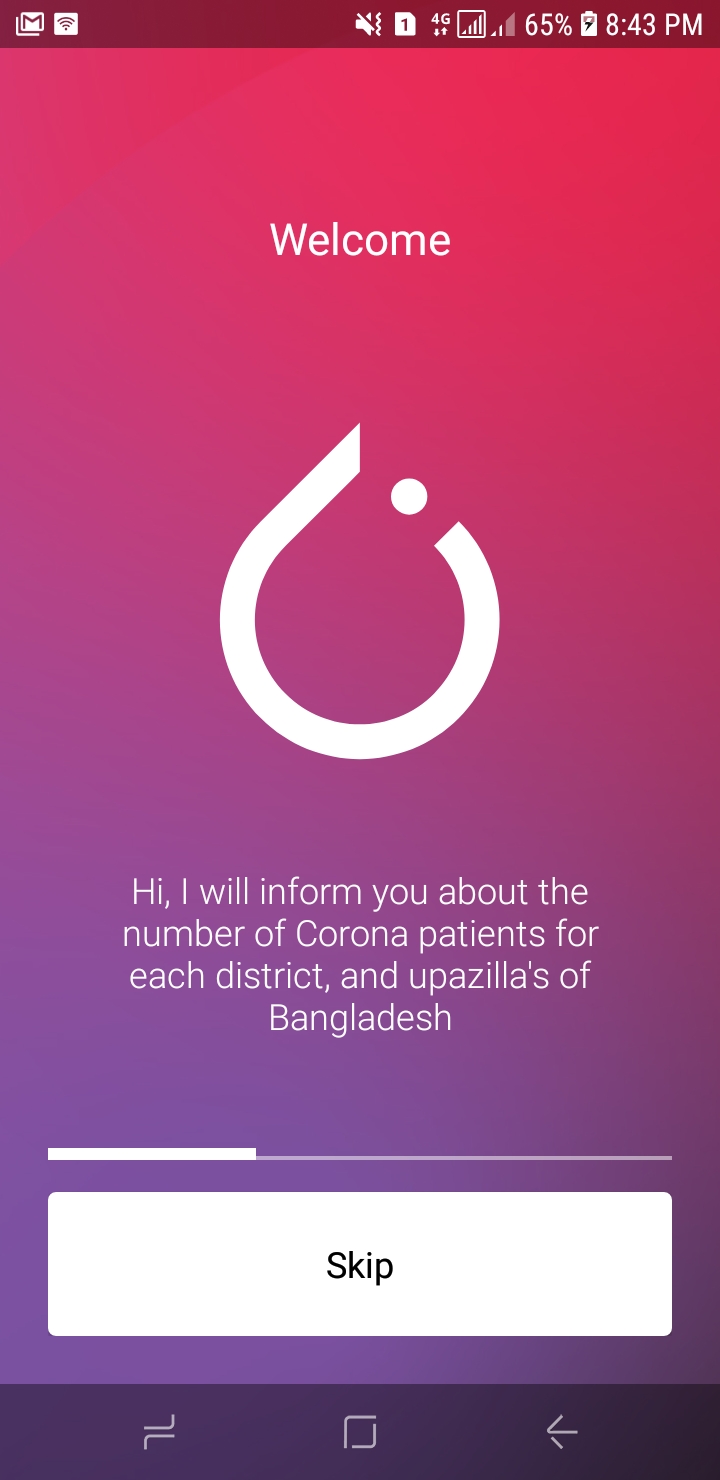 1 4G 65% 8:43 PM
Welcome
Hi, I will inform you about the
number of Corona patients for
each district, and upazilla's of
Bangladesh
Skip